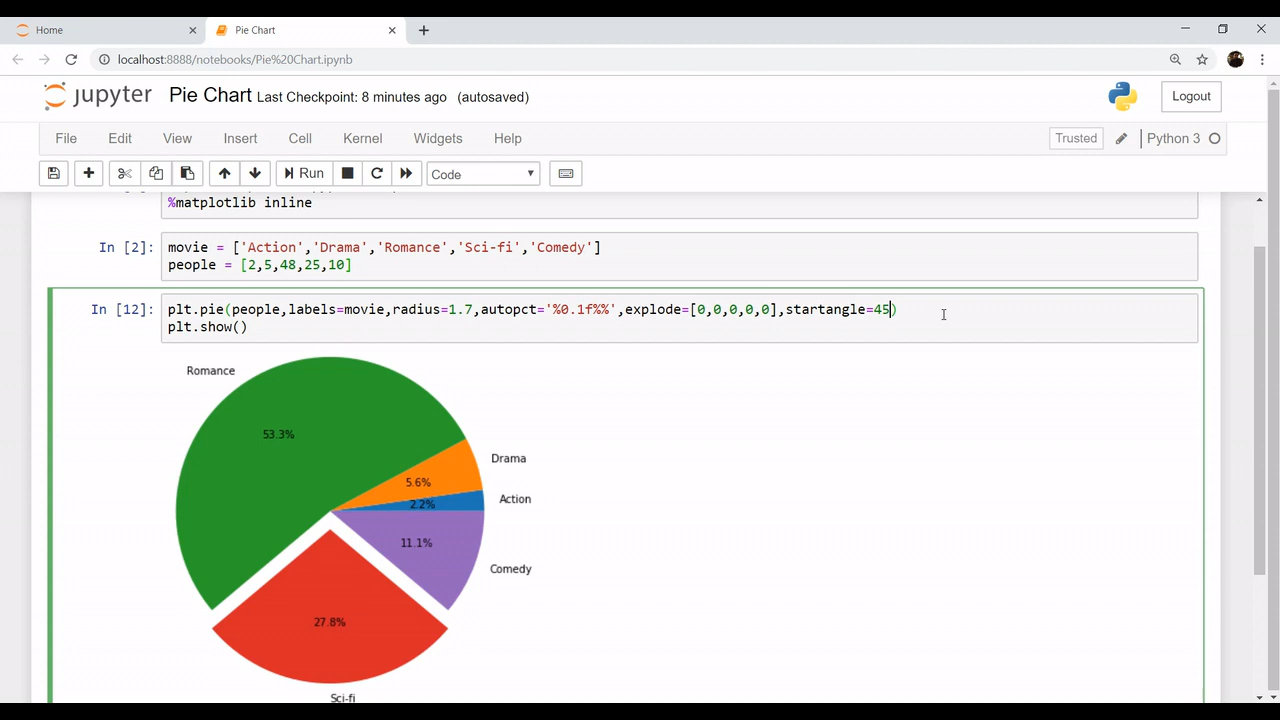 Home
Pie Chart
localhost:8888/notebooks/Pie%20Chart.ipynb
jupyter Pie Chart Last Checkpoint: 8 minutes ago (autosaved)
Logout
File Edit View Insert Cell Kernel Widgets Help
Trusted
Python 3
Run
Code
%matplotlib inline
In [2]: movie = ['Action','Drama','Romance','Sci-fi','Comedy']
people = [2,5,48,25,10]
In [12]: plt.pie(people,labels=movie,radius=1.7,autopct='%0.1f%%',explode=[0,0,0,0,0],startangle=45)
plt.show()
Romance
53.3%
Drama
5.6%
Action
2.2%
11.1%
Comedy
27.8%
Sci-fi